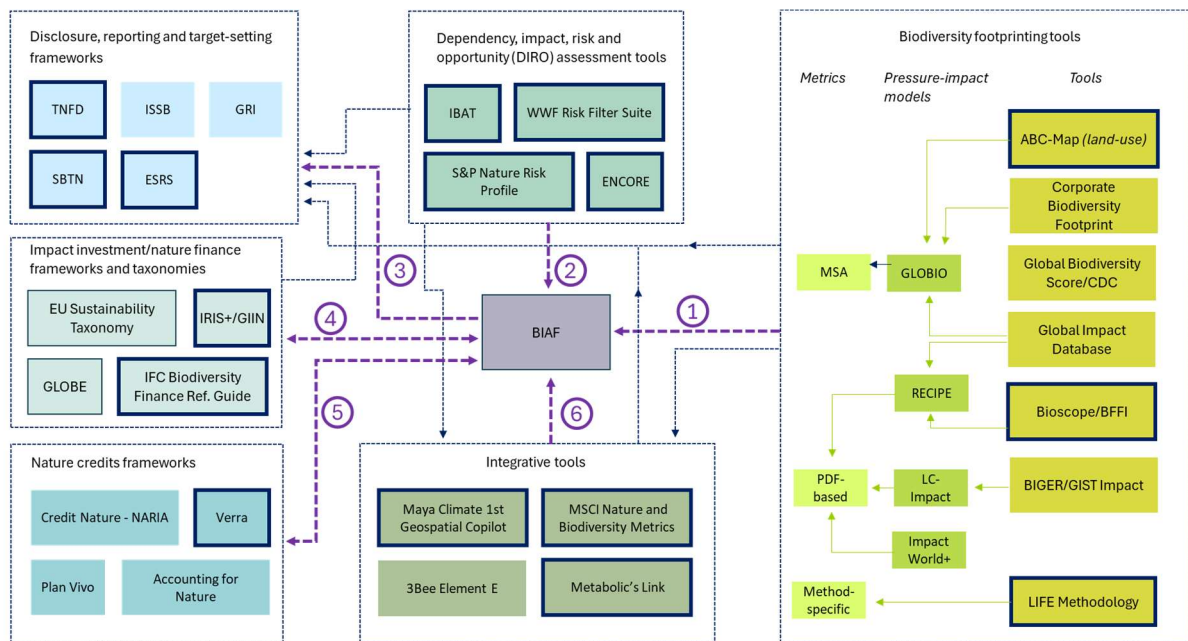 Disclosure, reporting and target-setting
frameworks
TNFD
ISSB
GRI
SBTN
ESRS
Dependency, impact, risk and
opportunity (DIRO) assessment tools
IBAT
WWF Risk Filter Suite
S&P Nature Risk
Profile
ENCORE
Impact investment/nature finance
frameworks and taxonomies
EU Sustainability
Taxonomy
IRIS+/GIIN
GLOBE
IFC Biodiversity
Finance Ref. Guide
3
2
4
BIAF
1
5
6
Nature credits frameworks
Credit Nature - NARIA
Verra
Plan Vivo
Accounting for
Nature
Integrative tools
Maya Climate 1st
Geospatial Copilot
MSCI Nature and
Biodiversity Metrics
3Bee Element E
Metabolic's Link
Biodiversity footprinting tools
Metrics
Pressure-impact
models
Tools
ABC-Map (land-use)
Corporate
Biodiversity
Footprint
MSA
GLOBIO
Global Biodiversity
Score/CDC
Global Impact
Database
RECIPE
Bioscope/BFFI
PDF-
based
LC-
Impact
BIGER/GIST Impact
Impact
World+
Method-
specific
LIFE Methodology